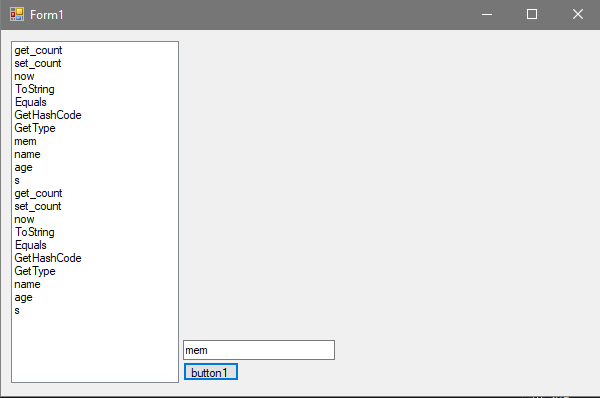 Form1
get_count
set_count
now
ToString
Equals
GetHashCode
GetType
mem
name
age
s
get_count
set_count
now
ToString
Equals
GetHashCode
GetType
name
age
s
mem
button1